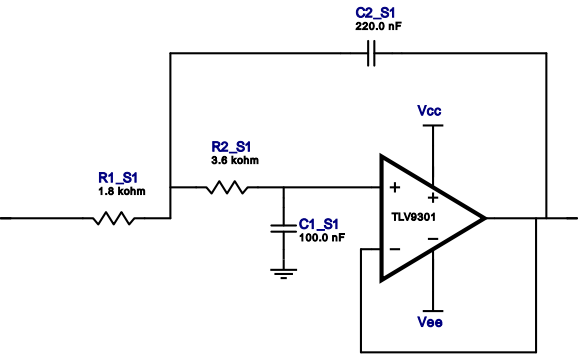 C2_S1
220.0 nF
Vcc
R2_S1
3.6 kohm
R1_S1
1.8 kohm
+
+
TLV9301
C1_S1
100.0 nF
−
−
Vee